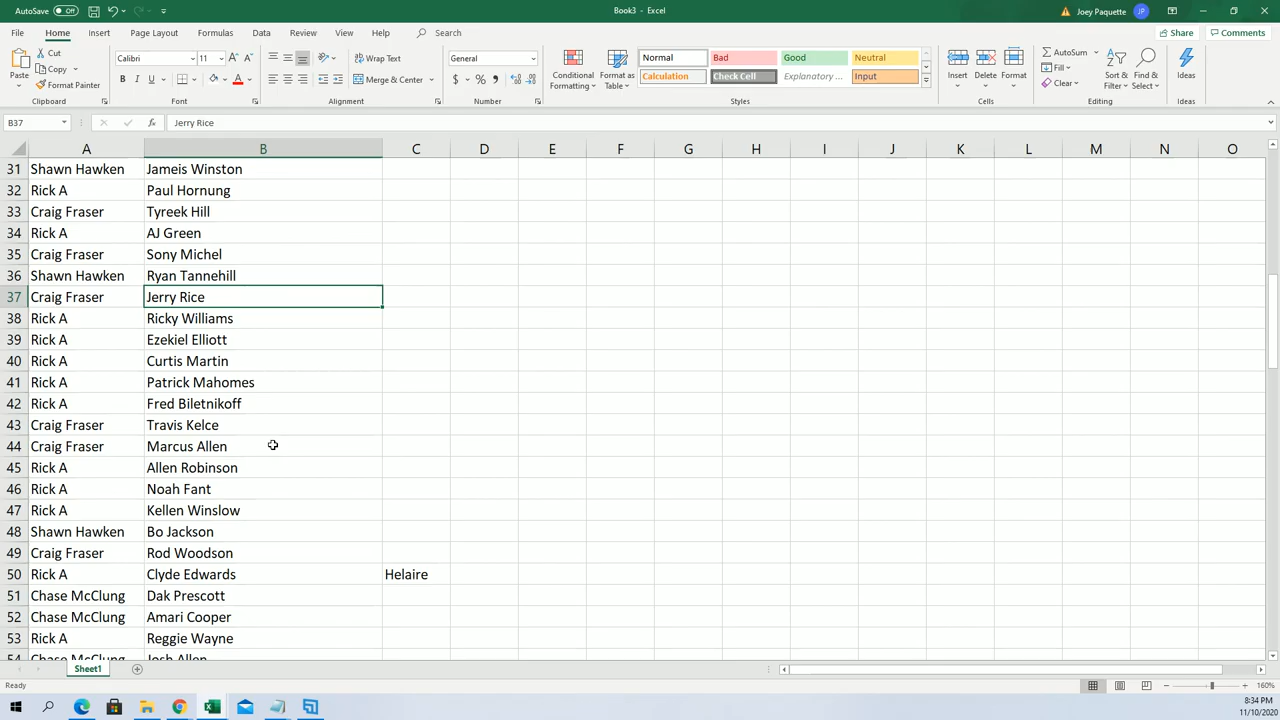 AutoSave Off Book3 - Excel Joey Paquette JP
File Home Insert Page Layout Formulas Data Review View Help Search Share Comments
Paste Cut Copy Format Painter Clipboard
Calibri 11 B I U A Font
Wrap Text Merge & Center Alignment
General $ % , Number
Conditional Formatting Format as Table
Normal Bad Good Neutral
Calculation Check Cell Explanatory ... Input
Styles
Insert Delete Format Cells
AutoSum Fill Clear Sort & Filter Find & Select Editing
Ideas Ideas
B37 fx Jerry Rice
A B C D E F G H I J K L M N O
31 Shawn Hawken Jameis Winston
32 Rick A Paul Hornung
33 Craig Fraser Tyreek Hill
34 Rick A AJ Green
35 Craig Fraser Sony Michel
36 Shawn Hawken Ryan Tannehill
37 Craig Fraser Jerry Rice
38 Rick A Ricky Williams
39 Rick A Ezekiel Elliott
40 Rick A Curtis Martin
41 Rick A Patrick Mahomes
42 Rick A Fred Biletnikoff
43 Craig Fraser Travis Kelce
44 Craig Fraser Marcus Allen
45 Rick A Allen Robinson
46 Rick A Noah Fant
47 Rick A Kellen Winslow
48 Shawn Hawken Bo Jackson
49 Craig Fraser Rod Woodson
50 Rick A Clyde Edwards Helaire
51 Chase McClung Dak Prescott
52 Chase McClung Amari Cooper
53 Rick A Reggie Wayne
54 Chase McClung Josh Allen
Sheet1
Ready 160%
8:34 PM
11/10/2020